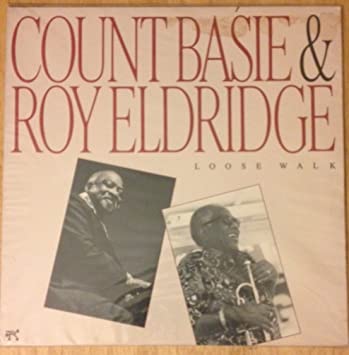 COUNT BASIE &
ROY ELDRIDGE
LOOSE WALK